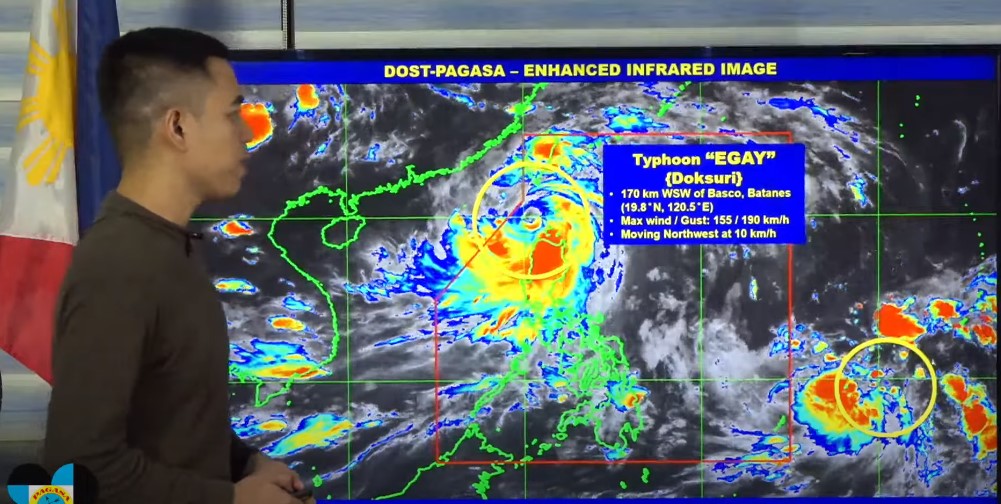 DOST-PAGASA – ENHANCED INFRARED IMAGE
Typhoon “EGAY”
{Doksuri}
• 170 km WSW of Basco, Batanes
(19.8°N, 120.5°E)
• Max wind / Gust: 155 / 190 km/h
• Moving Northwest at 10 km/h
PAGASA